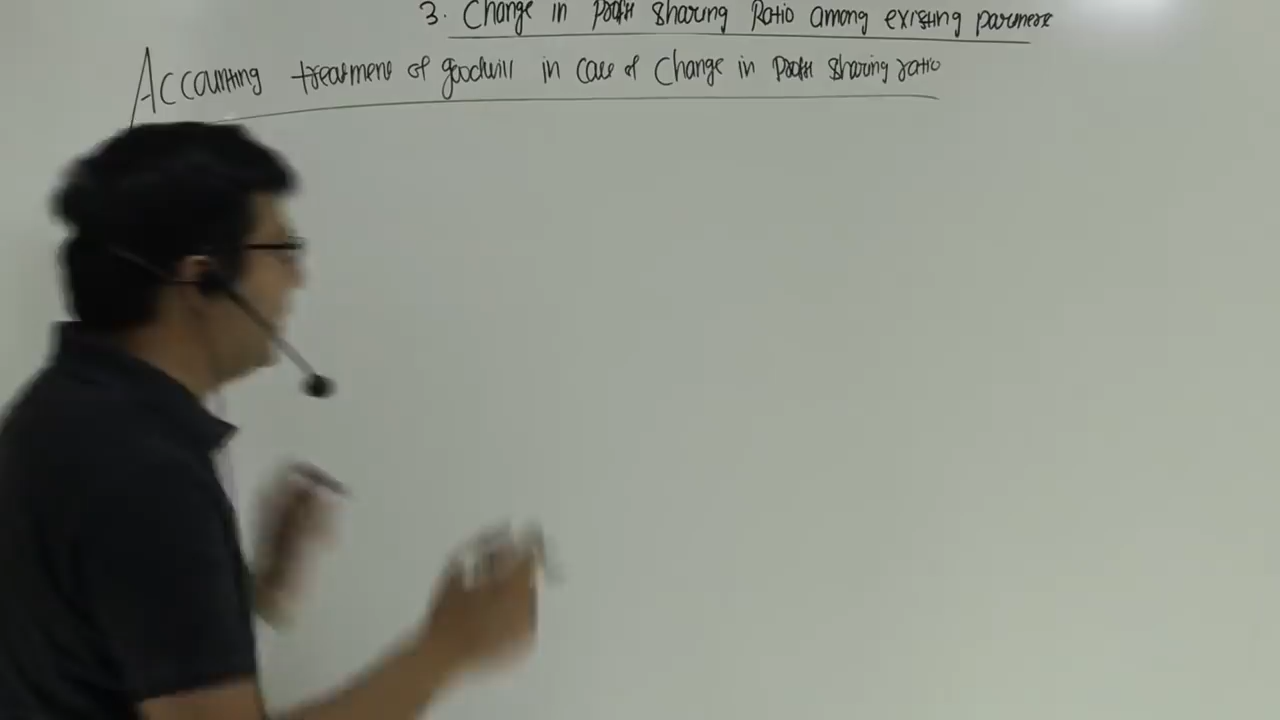 3. Change in Profit sharing Ratio among existing partners
Accounting treatment of goodwill in case of Change in Profit sharing ratio